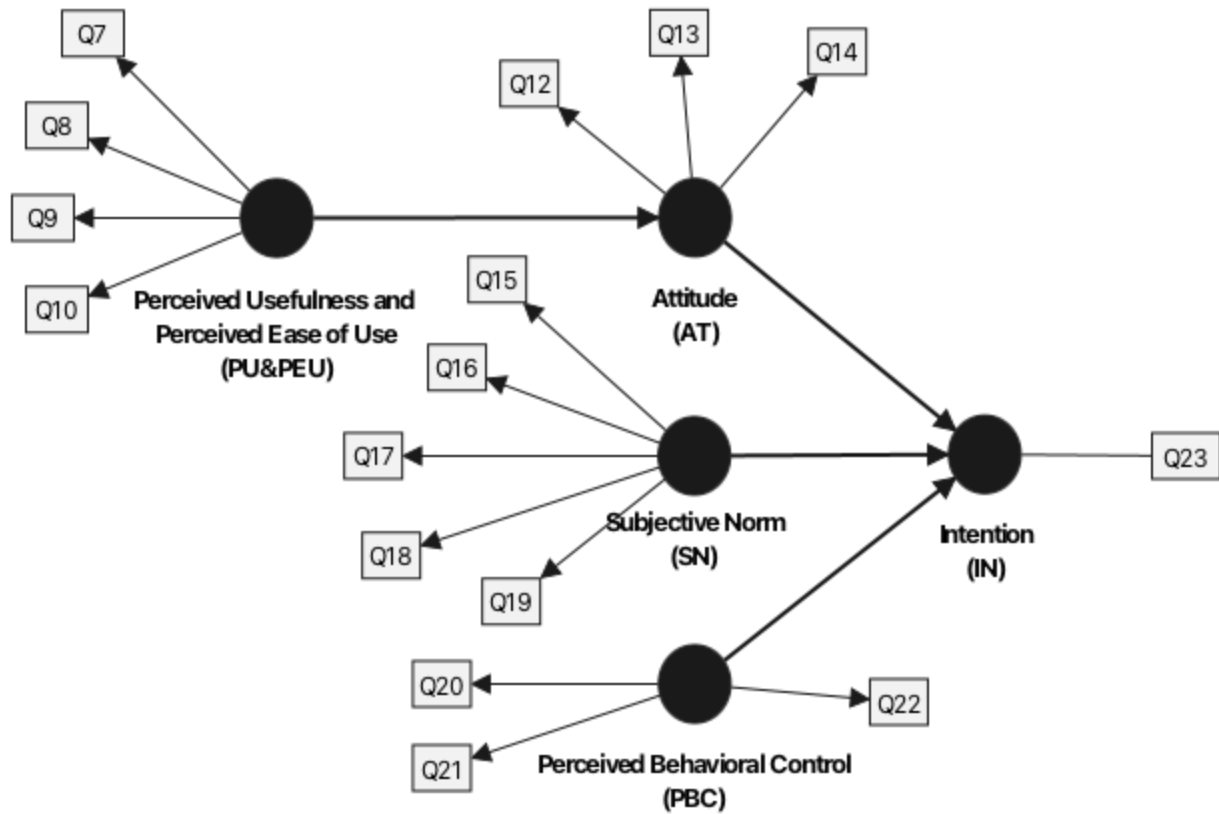 Q7
Q8
Q9
Q10
Perceived Usefulness and
Perceived Ease of Use
(PU&PEU)
Q12
Q13
Q14
Attitude
(AT)
Q15
Q16
Q17
Q18
Q19
Subjective Norm
(SN)
Intention
(IN)
Q23
Q20
Q21
Q22
Perceived Behavioral Control
(PBC)